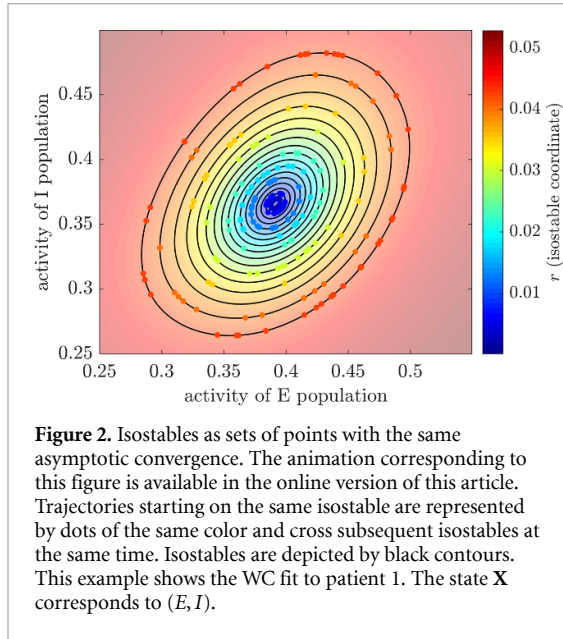 0.45
0.4
0.35
0.3
0.25
activity of I population
0.25 0.3 0.35 0.4 0.45 0.5
activity of E population
0.05
0.04
0.03
0.02
0.01
r (isostable coordinate)
Figure 2. Isostables as sets of points with the same
asymptotic convergence. The animation corresponding to
this figure is available in the online version of this article.
Trajectories starting on the same isostable are represented
by dots of the same color and cross subsequent isostables at
the same time. Isostables are depicted by black contours.
This example shows the WC fit to patient 1. The state X
corresponds to (E, I).